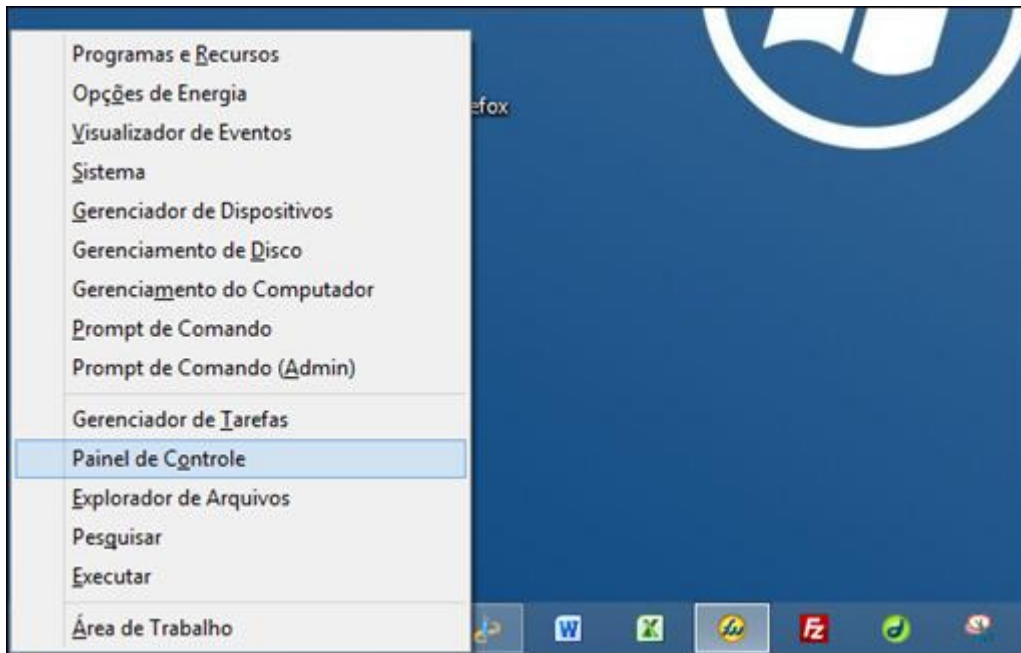 Programas e Recursos
Opções de Energia
Visualizador de Eventos
Sistema
Gerenciador de Dispositivos
Gerenciamento de Disco
Gerenciamento do Computador
Prompt de Comando
Prompt de Comando (Admin)
Gerenciador de Tarefas
Painel de Controle
Explorador de Arquivos
Pesquisar
Executar
Área de Trabalho
efox
W
X
Fz